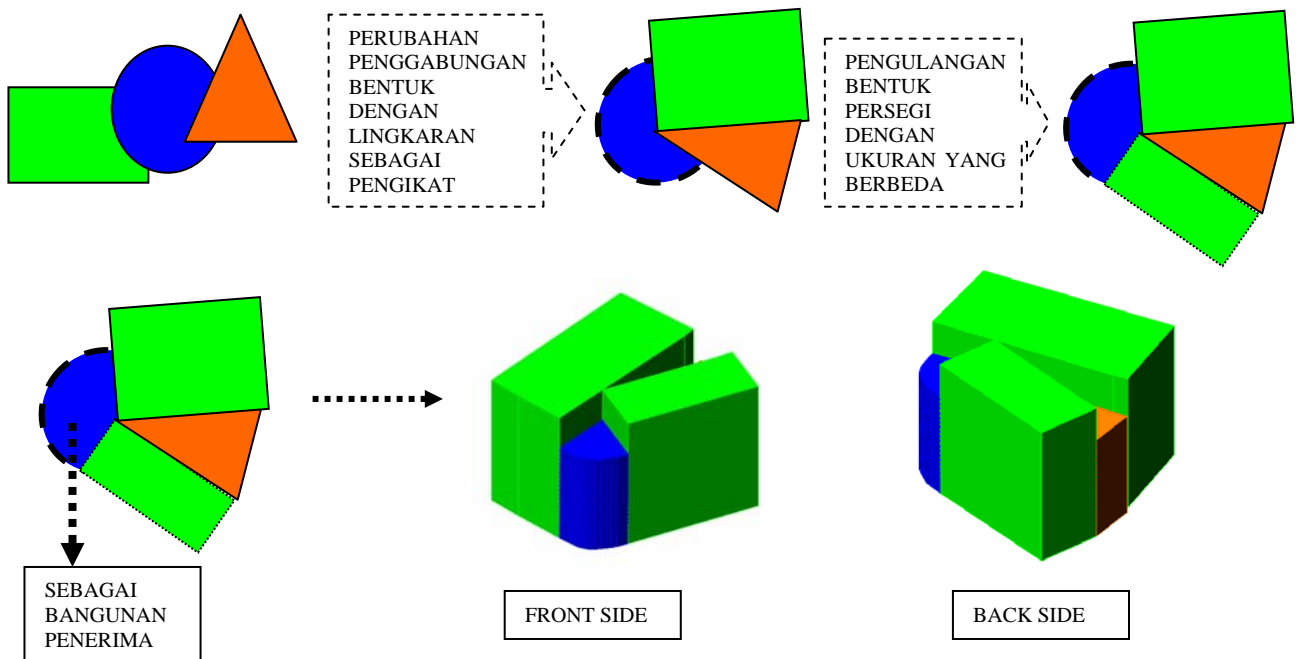 PERUBAHAN
PENGGABUNGAN
BENTUK
DENGAN
LINGKARAN
SEBAGAI
PENGIKAT
PENGULANGAN
BENTUK
PERSEGI
DENGAN
UKURAN YANG
BERBEDA
SEBAGAI
BANGUNAN
PENERIMA
FRONT SIDE
BACK SIDE